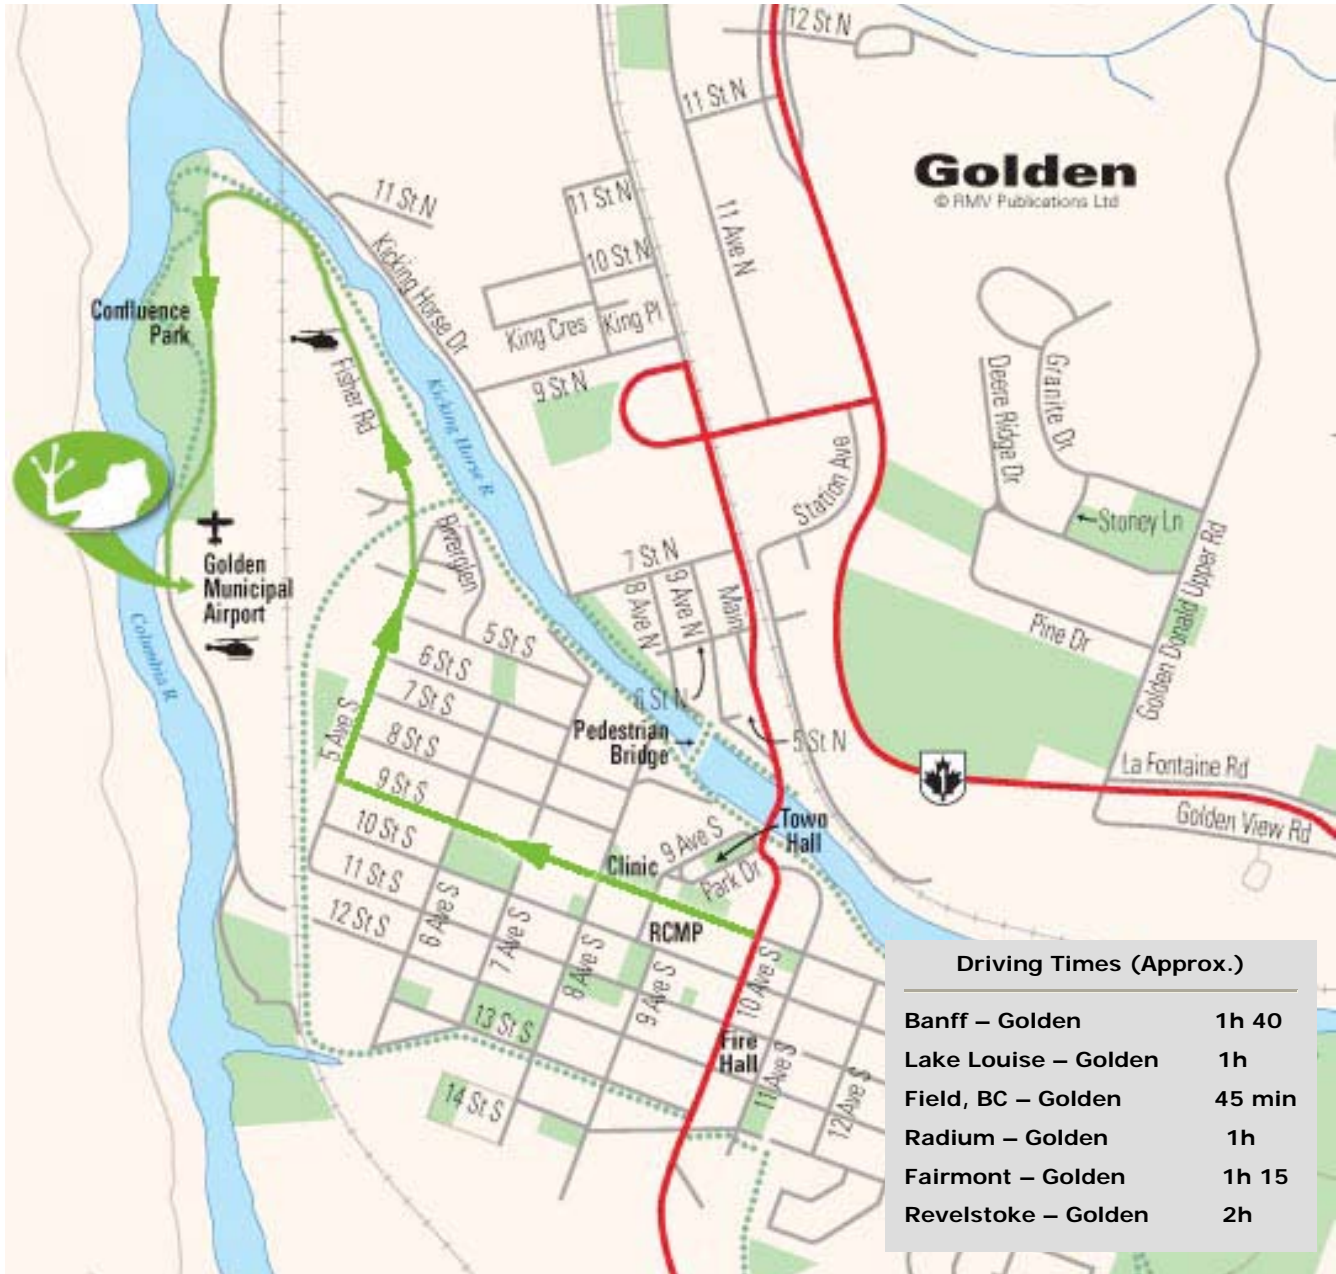 12 St N
11 St N
Golden
© RMV Publications Ltd
11 St N
11 St N
11 Ave N
Kicking Horse Dr
10 St N
Confluence
Park
King Cres
King Pl
Fisher Rd
9 St N
Kicking Horse R
Deere Ridge Dr
Granite Dr
Station Ave
Stoney Ln
Golden
Municipal
Airport
Riverglen
7 St N
8 Ave N
9 Ave N
Main
Golden Donald Upper Rd
Pine Dr
Columbia R
5 St S
6 St S
7 St S
6 St N
5 Ave S
8 St S
Pedestrian
Bridge
5 St N
La Fontaine Rd
9 St S
Golden View Rd
10 St S
Town
Hall
9 Ave S
Clinic
Park Dr
11 St S
12 St S
6 Ave S
7 Ave S
8 Ave S
RCMP
9 Ave S
10 Ave S
13 St S
Fire
Hall
11 Ave S
12 Ave S
14 St S
Driving Times (Approx.)
Banff – Golden 1h 40
Lake Louise – Golden 1h
Field, BC – Golden 45 min
Radium – Golden 1h
Fairmont – Golden 1h 15
Revelstoke – Golden 2h